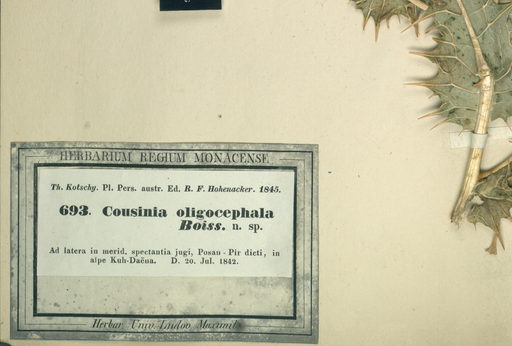 HERBARIUM REGIUM MONACENSE
Th. Kotschy. Pl. Pers. austr. Ed. R. F. Hohenacker. 1845.
693. Cousinia oligocephala
Boiss. n. sp.
Ad latera in merid. spectantia jugi, Posan-Pir dicti, in
alpe Kuh-Daëna. D. 20. Jul. 1842.
Herbar. Univ. Ludov. Maximil.